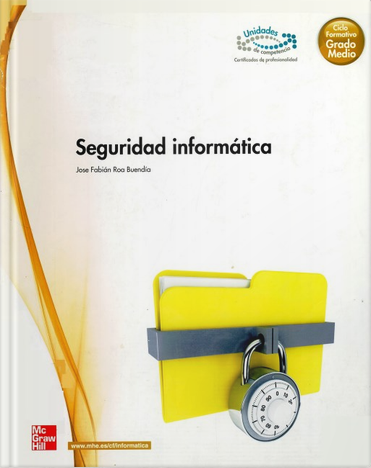 Unidades
de competencia
Certificados de profesionalidad
Ciclo
Formativo
Grado
Medio
Seguridad informática
Jose Fabián Roa Buendía
Mc
Graw
Hill
www.mhe.es/cf/informatica